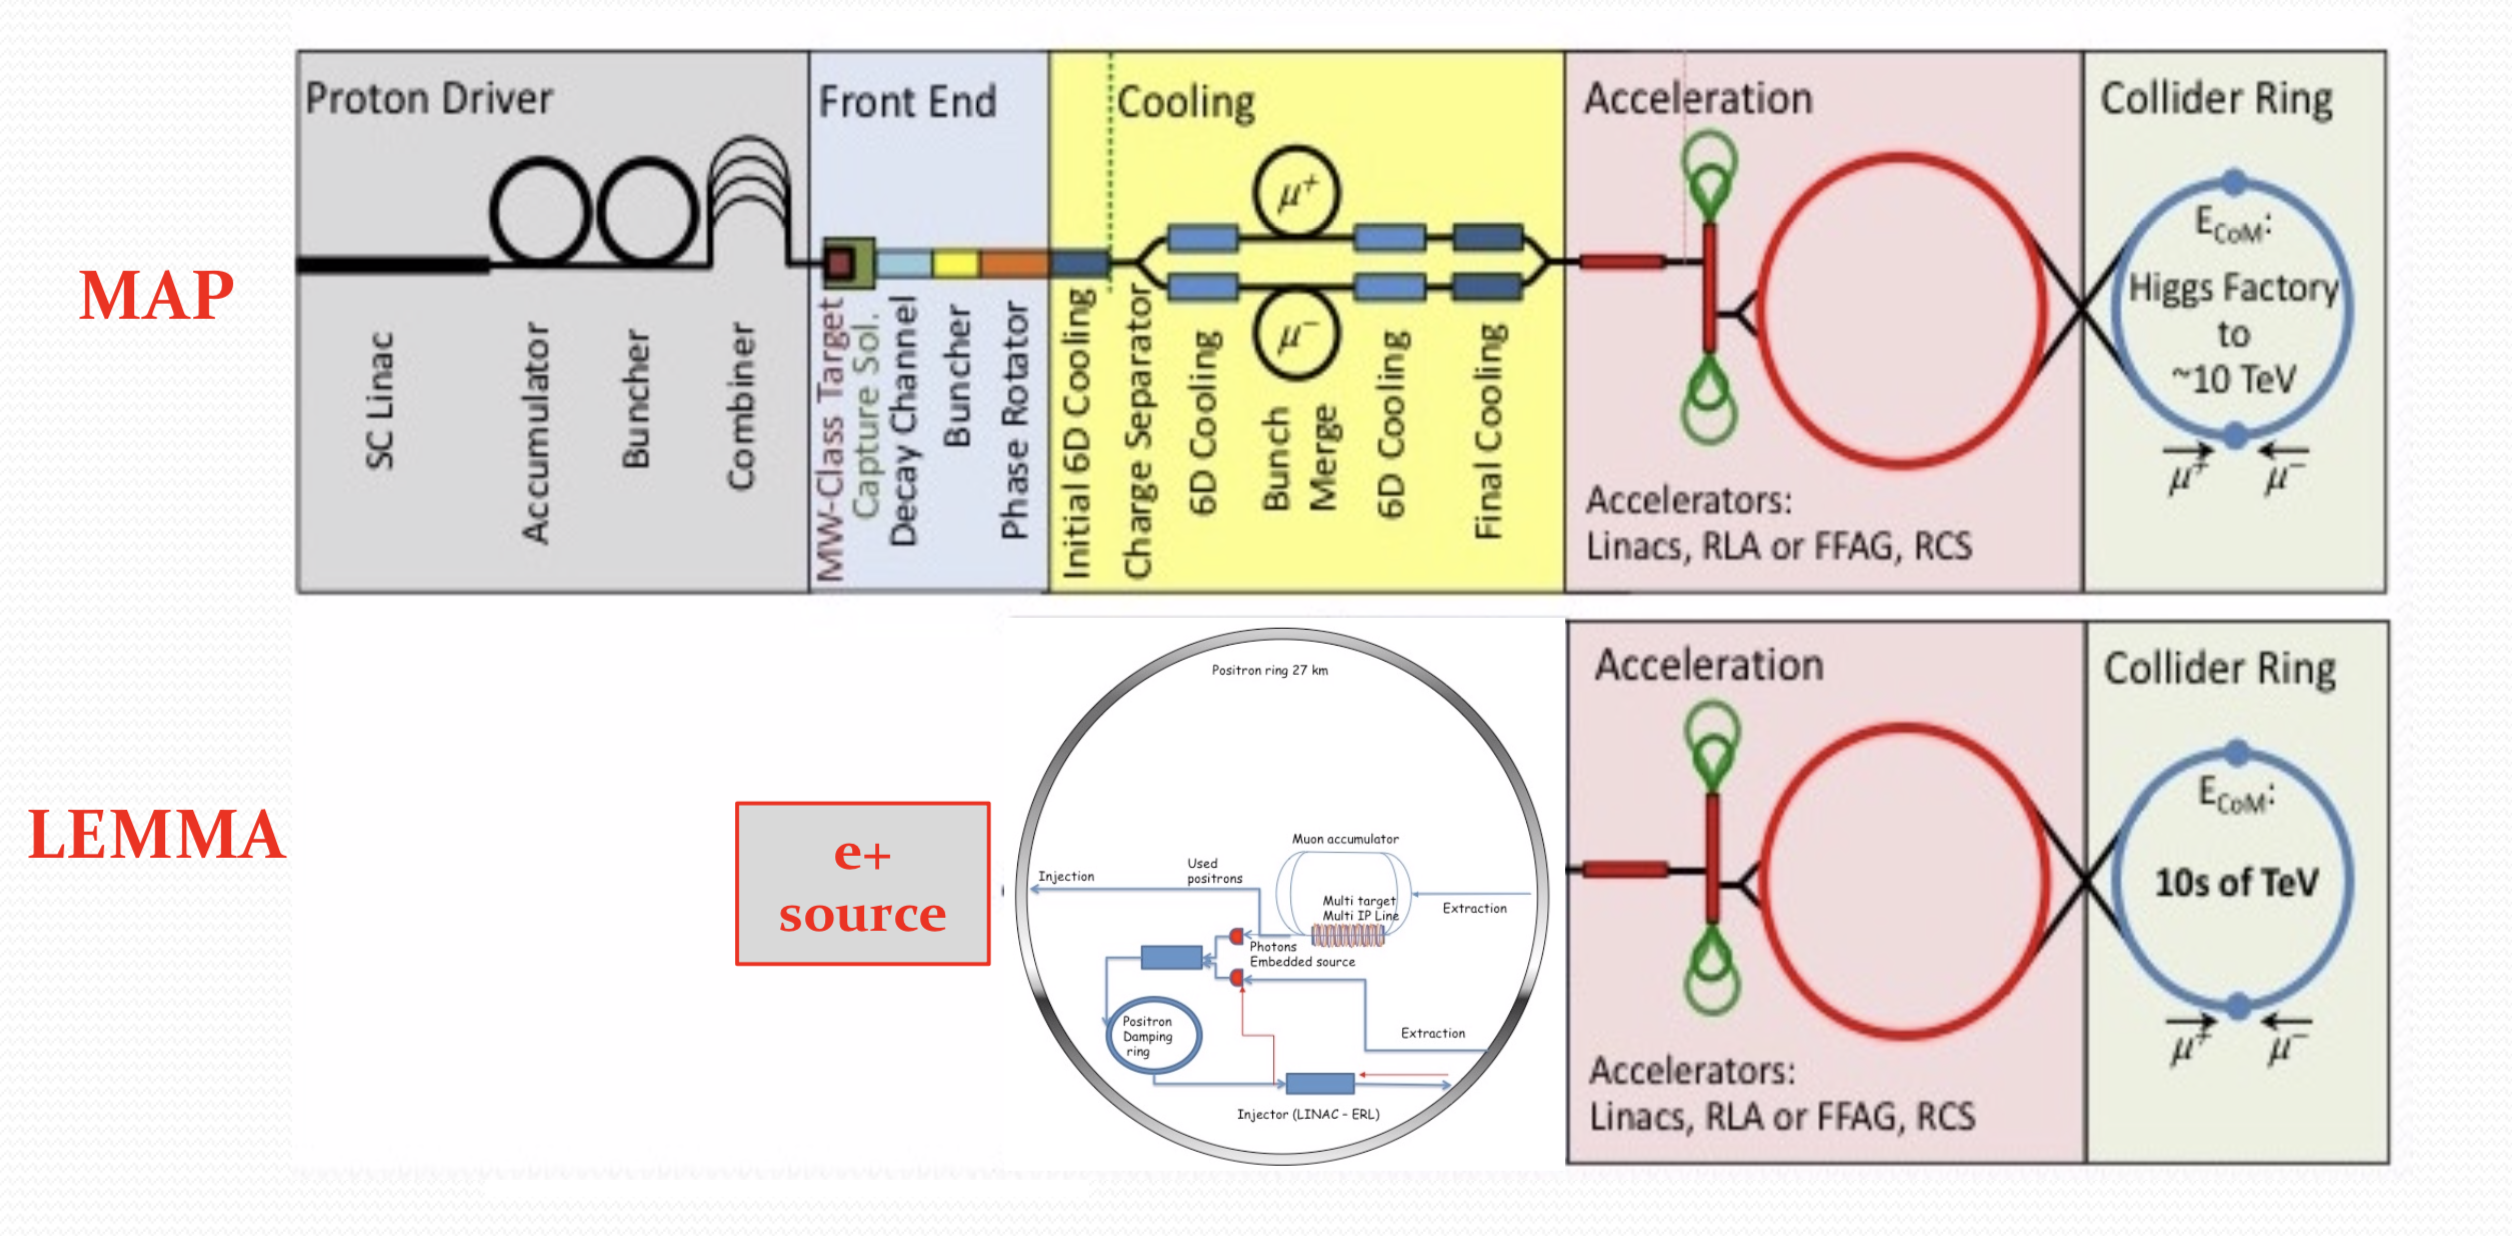 MAP
Proton Driver
SC Linac
Accumulator
Buncher
Combiner
Front End
MW-Class Target
Capture Sol.
Decay Channel
Buncher
Phase Rotator
Cooling
Initial 6D Cooling
Charge Separator
6D Cooling
μ+
μ−
Bunch
Merge
6D Cooling
Final Cooling
Acceleration
Accelerators:
Linacs, RLA or FFAG, RCS
Collider Ring
ECoM:
Higgs Factory
to
~10 TeV
μ+ μ−
LEMMA
e+
source
Positron ring 27 km
Muon accumulator
Injection
Used
positrons
Multi target
Multi IP Line
Extraction
Photons
Embedded source
Positron
Damping
ring
Extraction
Injector (LINAC - ERL)
Acceleration
Accelerators:
Linacs, RLA or FFAG, RCS
Collider Ring
ECoM:
10s of TeV
μ+ μ−